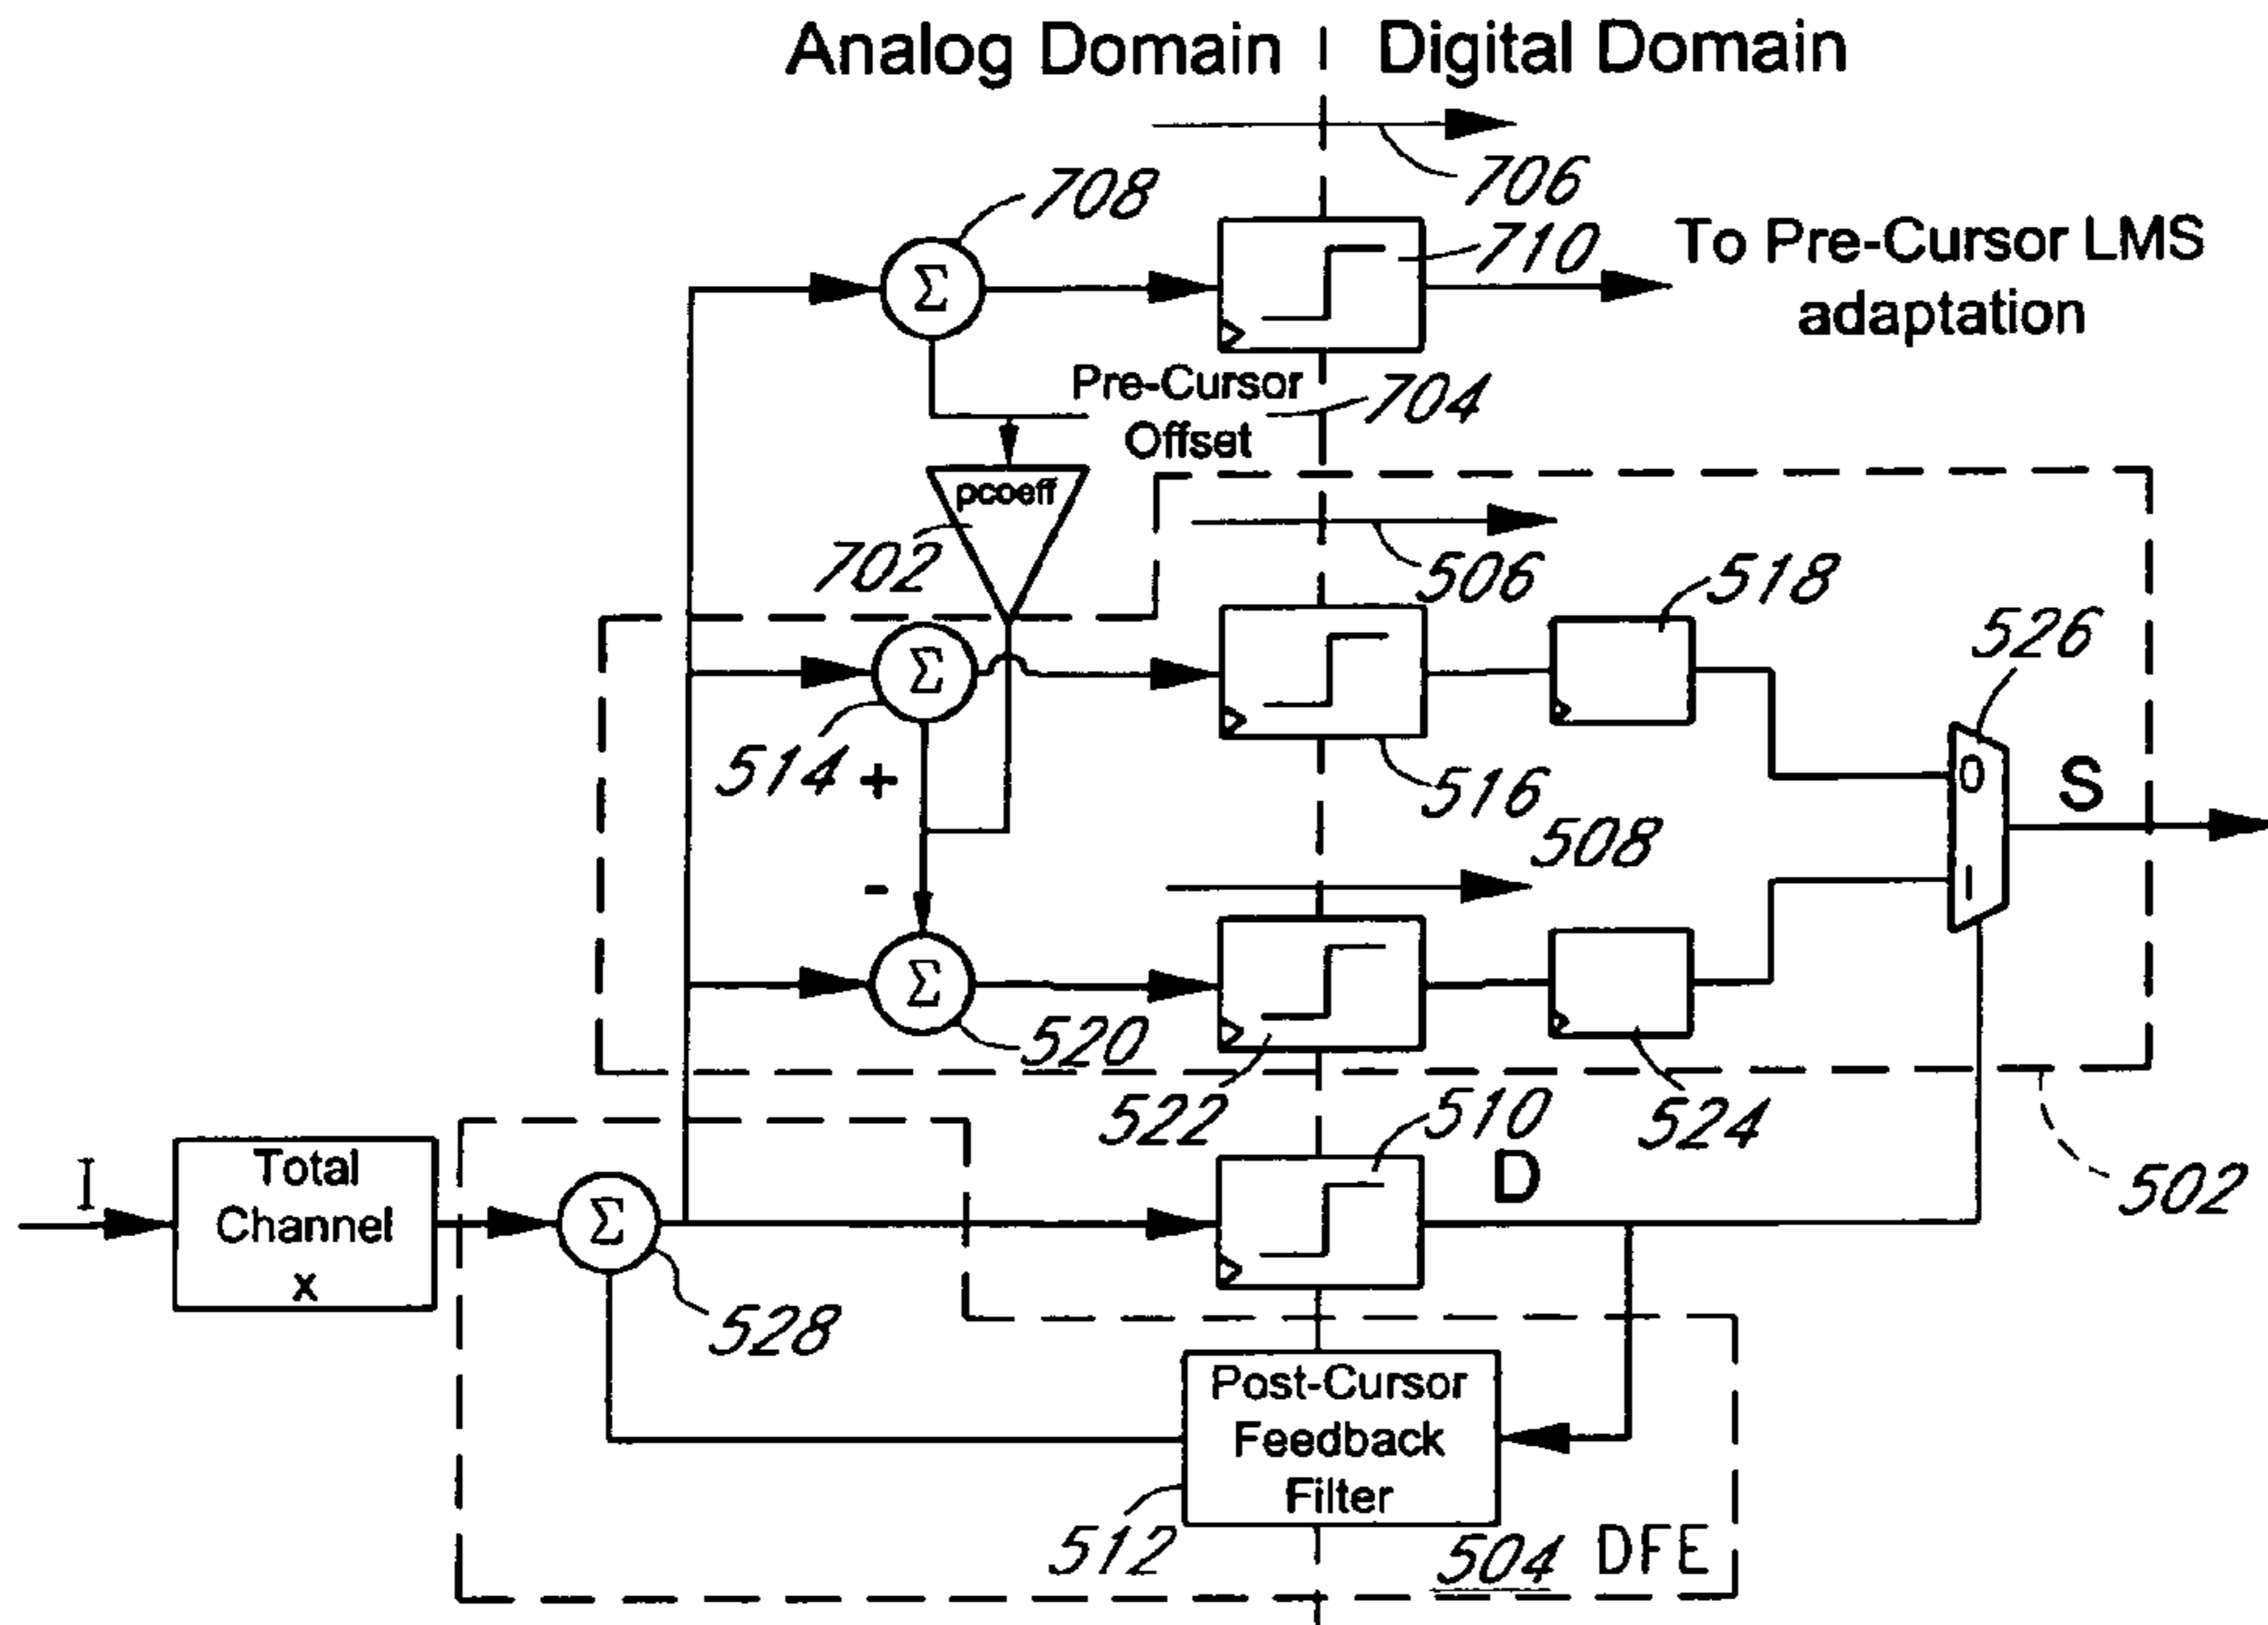 Analog Domain
Digital Domain
706
708
Σ
710
To Pre-Cursor LMS
adaptation
Pre-Cursor
Offset
704
pcoeff
702
506
518
526
Σ
514
+
516
0
S
508
-
1
Σ
520
522
524
510
D
502
I
Total
Channel
x
Σ
528
Post-Cursor
Feedback
Filter
512
504 DFE